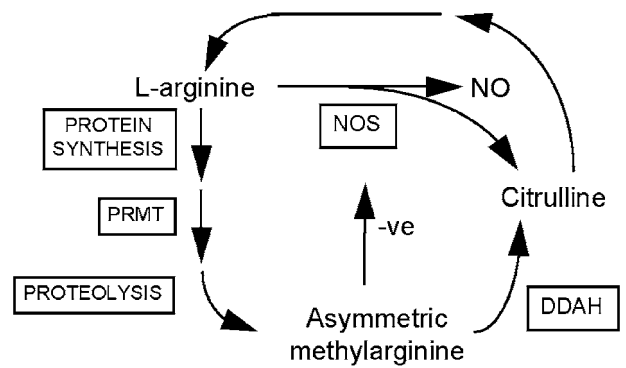 L-arginine
NO
PROTEIN
SYNTHESIS
NOS
PRMT
Citrulline
-ve
PROTEOLYSIS
DDAH
Asymmetric
methylarginine